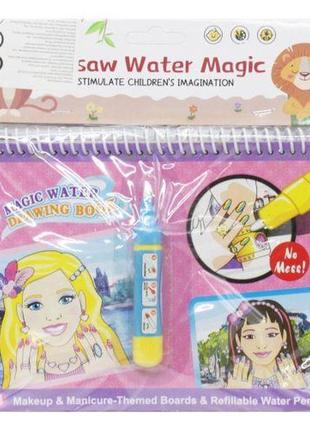 saw Water Magic
STIMULATE CHILDREN'S IMAGINATION
MAGIC WATER
DRAWING BOOK
No Mess!
Makeup & Manicure-Themed Boards & Refillable Water Pen